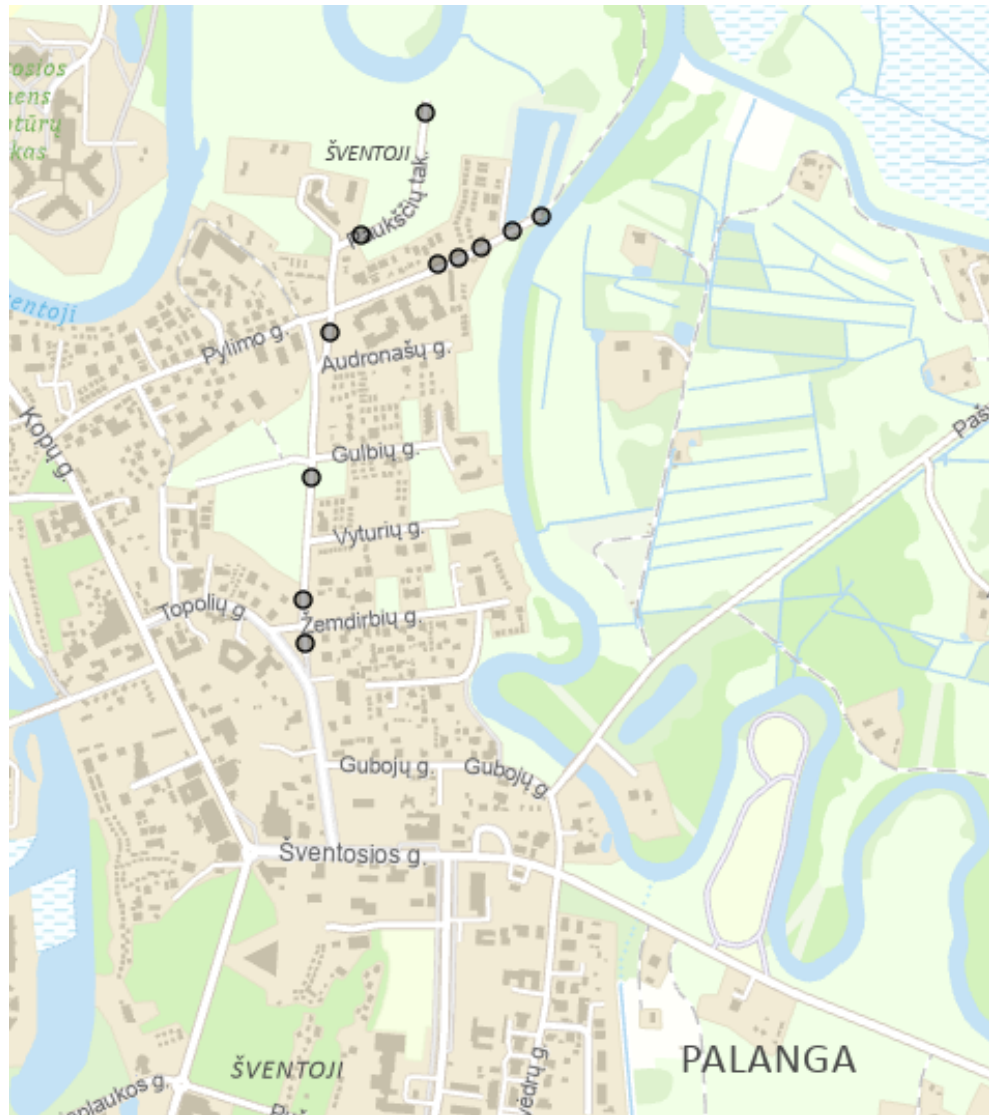 ŠVENTOJI
Paukščių tak.
Pylimo g.
Audronašų g.
Kopų g.
Gulbių g.
Vyturių g.
Topolių g.
Žemdirbių g.
Gubojų g.
Gubojų g.
Šventosios g.
ŠVENTOJI
PALANGA